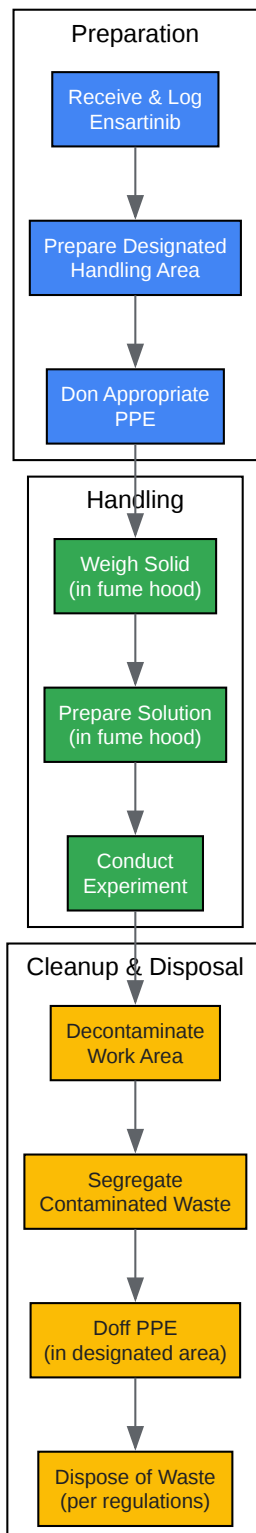 Preparation
Receive & Log
Ensartinib
Prepare Designated
Handling Area
Don Appropriate
PPE
Handling
Weigh Solid
(in fume hood)
Prepare Solution
(in fume hood)
Conduct
Experiment
Cleanup & Disposal
Decontaminate
Work Area
Segregate
Contaminated Waste
Doff PPE
(in designated area)
Dispose of Waste
(per regulations)